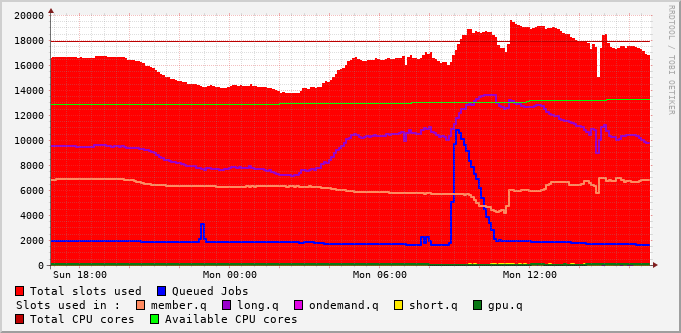 RRDTOOL / TOBI OETIKER
20000
18000
16000
14000
12000
10000
8000
6000
4000
2000
0
Sun 18:00 Mon 00:00 Mon 06:00 Mon 12:00
Total slots used Queued Jobs
Slots used in : member.q long.q ondemand.q short.q gpu.q
Total CPU cores Available CPU cores